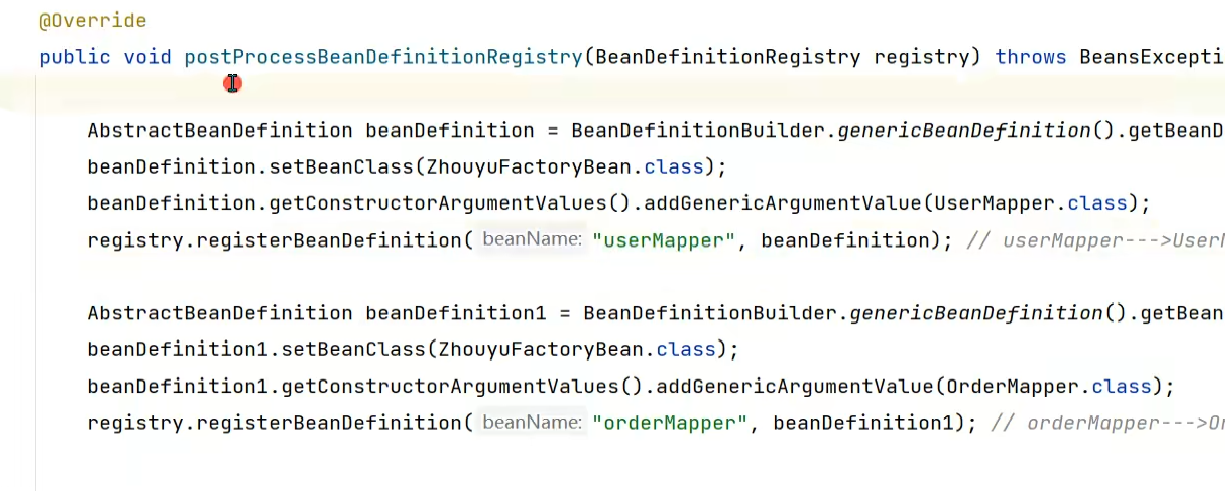 @Override
public void postProcessBeanDefinitionRegistry(BeanDefinitionRegistry registry) throws BeansExcepti
AbstractBeanDefinition beanDefinition = BeanDefinitionBuilder.genericBeanDefinition().getBeanD
beanDefinition.setBeanClass(ZhouyuFactoryBean.class);
beanDefinition.getConstructorArgumentValues().addGenericArgumentValue(UserMapper.class);
registry.registerBeanDefinition( beanName: "userMapper", beanDefinition); // userMapper--->UserM
AbstractBeanDefinition beanDefinition1 = BeanDefinitionBuilder.genericBeanDefinition().getBean
beanDefinition1.setBeanClass(ZhouyuFactoryBean.class);
beanDefinition1.getConstructorArgumentValues().addGenericArgumentValue(OrderMapper.class);
registry.registerBeanDefinition( beanName: "orderMapper", beanDefinition1); // orderMapper--->Or